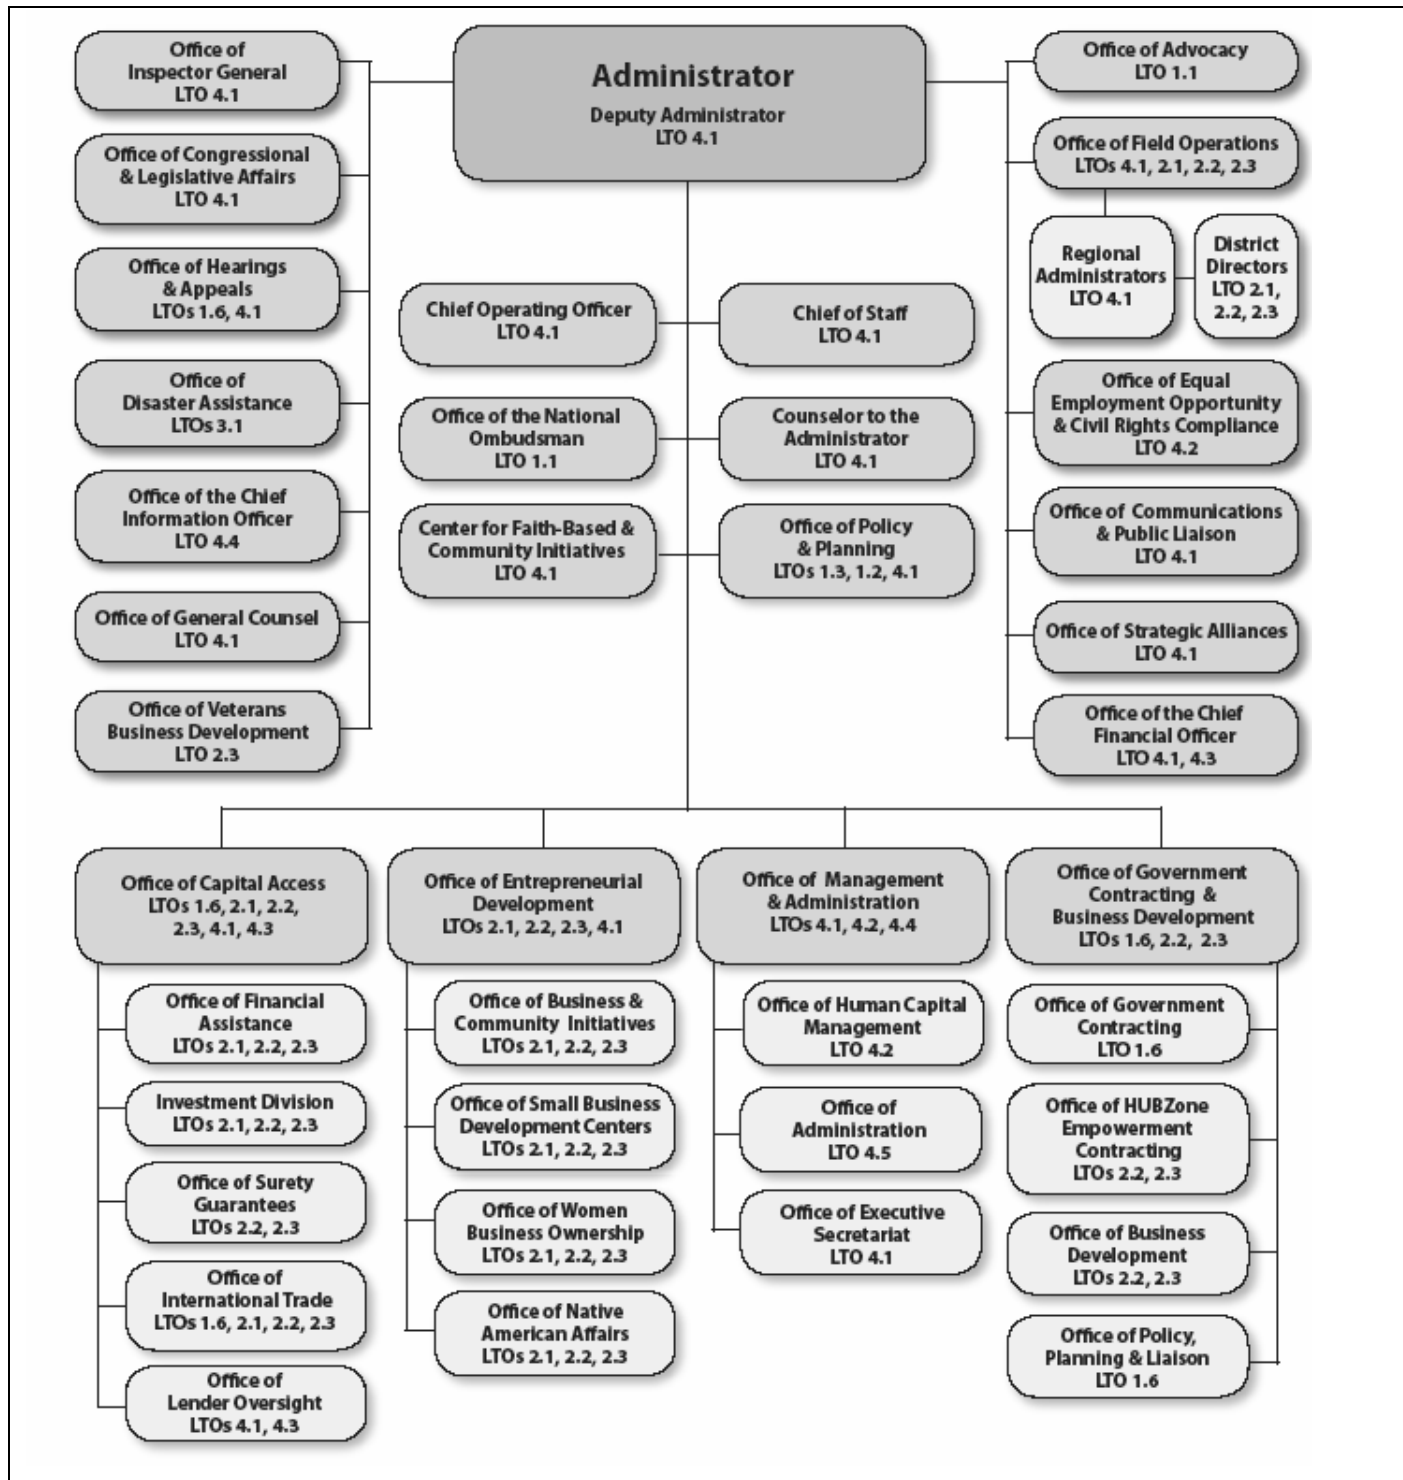 Administrator
Deputy Administrator
LTO 4.1
Office of
Inspector General
LTO 4.1
Office of Congressional
& Legislative Affairs
LTO 4.1
Office of Hearings
& Appeals
LTOs 1.6, 4.1
Office of
Disaster Assistance
LTOs 3.1
Office of the Chief
Information Officer
LTO 4.4
Office of General Counsel
LTO 4.1
Office of Veterans
Business Development
LTO 2.3
Chief Operating Officer
LTO 4.1
Office of the National
Ombudsman
LTO 1.1
Center for Faith-Based &
Community Initiatives
LTO 4.1
Chief of Staff
LTO 4.1
Counselor to the
Administrator
LTO 4.1
Office of Policy
& Planning
LTOs 1.3, 1.2, 4.1
Office of Advocacy
LTO 1.1
Office of Field Operations
LTOs 4.1, 2.1, 2.2, 2.3
Regional
Administrators
LTO 4.1
District
Directors
LTO 2.1,
2.2, 2.3
Office of Equal
Employment Opportunity
& Civil Rights Compliance
LTO 4.2
Office of Communications
& Public Liaison
LTO 4.1
Office of Strategic Alliances
LTO 4.1
Office of the Chief
Financial Officer
LTO 4.1, 4.3
Office of Capital Access
LTOs 1.6, 2.1, 2.2,
2.3, 4.1, 4.3
Office of Financial
Assistance
LTOs 2.1, 2.2, 2.3
Investment Division
LTOs 2.1, 2.2, 2.3
Office of Surety
Guarantees
LTOs 2.2, 2.3
Office of
International Trade
LTOs 1.6, 2.1, 2.2, 2.3
Office of
Lender Oversight
LTOs 4.1, 4.3
Office of Entrepreneurial
Development
LTOs 2.1, 2.2, 2.3, 4.1
Office of Business &
Community Initiatives
LTOs 2.1, 2.2, 2.3
Office of Small Business
Development Centers
LTOs 2.1, 2.2, 2.3
Office of Women
Business Ownership
LTOs 2.1, 2.2, 2.3
Office of Native
American Affairs
LTOs 2.1, 2.2, 2.3
Office of Management
& Administration
LTOs 4.1, 4.2, 4.4
Office of Human Capital
Management
LTO 4.2
Office of
Administration
LTO 4.5
Office of Executive
Secretariat
LTO 4.1
Office of Government
Contracting &
Business Development
LTOs 1.6, 2.2, 2.3
Office of Government
Contracting
LTO 1.6
Office of HUBZone
Empowerment
Contracting
LTOs 2.2, 2.3
Office of Business
Development
LTOs 2.2, 2.3
Office of Policy,
Planning & Liaison
LTO 1.6